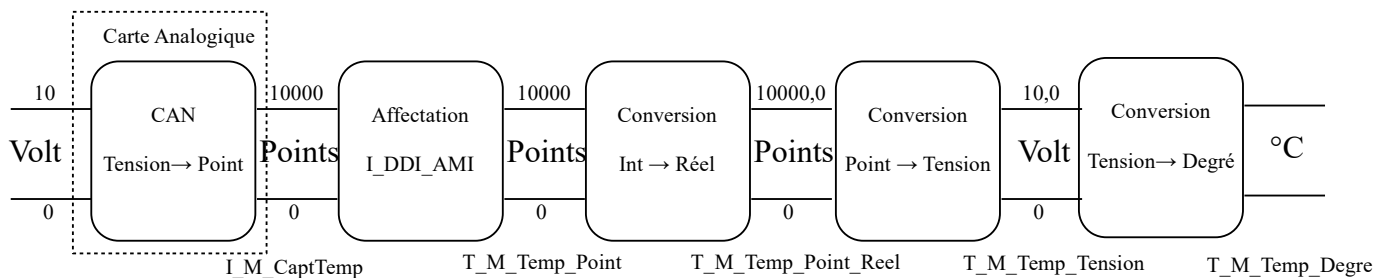 Carte Analogique
10
10000
10000
10000,0
10,0
CAN
Affectation
Conversion
Conversion
Conversion
Volt
Points
Points
Points
Volt
°C
Tension→ Point
I_DDI_AMI
Int → Réel
Point → Tension
Tension→ Degré
0
0
0
0
0
I_M_CaptTemp
T_M_Temp_Point
T_M_Temp_Point_Reel
T_M_Temp_Tension
T_M_Temp_Degre